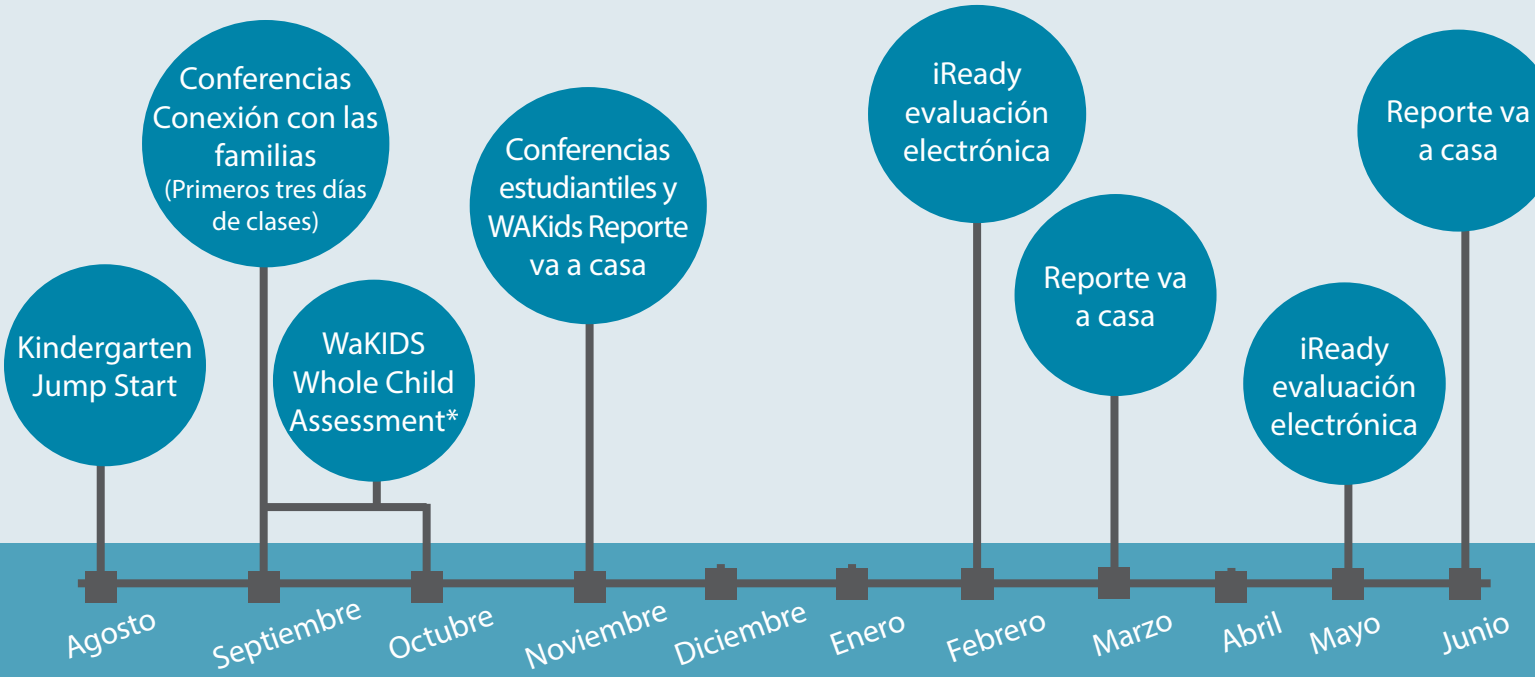 Kindergarten
Jump Start
Conferencias
Conexión con las
familias
(Primeros tres días
de clases)
WaKIDS
Whole Child
Assessment*
Conferencias
estudiantiles y
WAKids Reporte
va a casa
iReady
evaluación
electrónica
Reporte va
a casa
iReady
evaluación
electrónica
Reporte va
a casa
Agosto
Septiembre
Octubre
Noviembre
Diciembre
Enero
Febrero
Marzo
Abril
Mayo
Junio